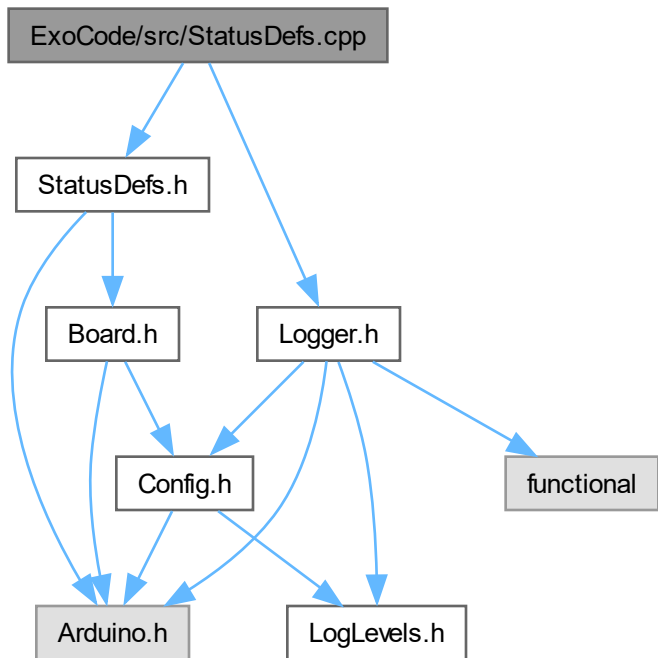 ExoCode/src/StatusDefs.cpp
StatusDefs.h
Board.h
Logger.h
Config.h
functional
Arduino.h
LogLevels.h